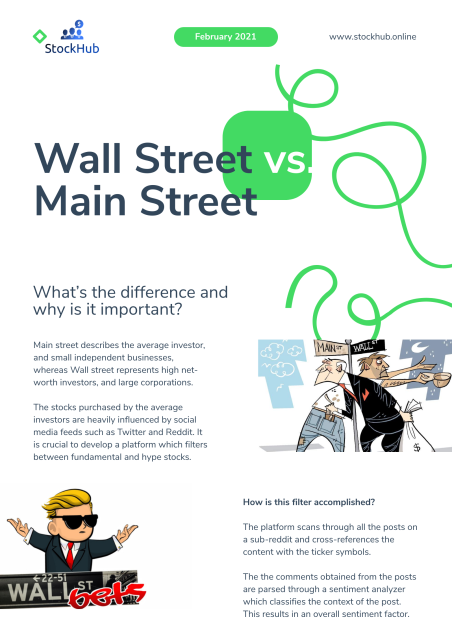 StockHub
February 2021
www.stockhub.online
Wall Street vs.
Main Street
What's the difference and
why is it important?
Main street describes the average investor,
and small independent businesses,
whereas Wall street represents high net-
worth investors, and large corporations.
The stocks purchased by the average
investors are heavily influenced by social
media feeds such as Twitter and Reddit. It
is crucial to develop a platform which filters
between fundamental and hype stocks.
MAIN ST
WALL ST
$
22-51
WALL ST
bets
How is this filter accomplished?
The platform scans through all the posts on
a sub-reddit and cross-references the
content with the ticker symbols.
The the comments obtained from the posts
are parsed through a sentiment analyzer
which classifies the context of the post.
This results in an overall sentiment factor.